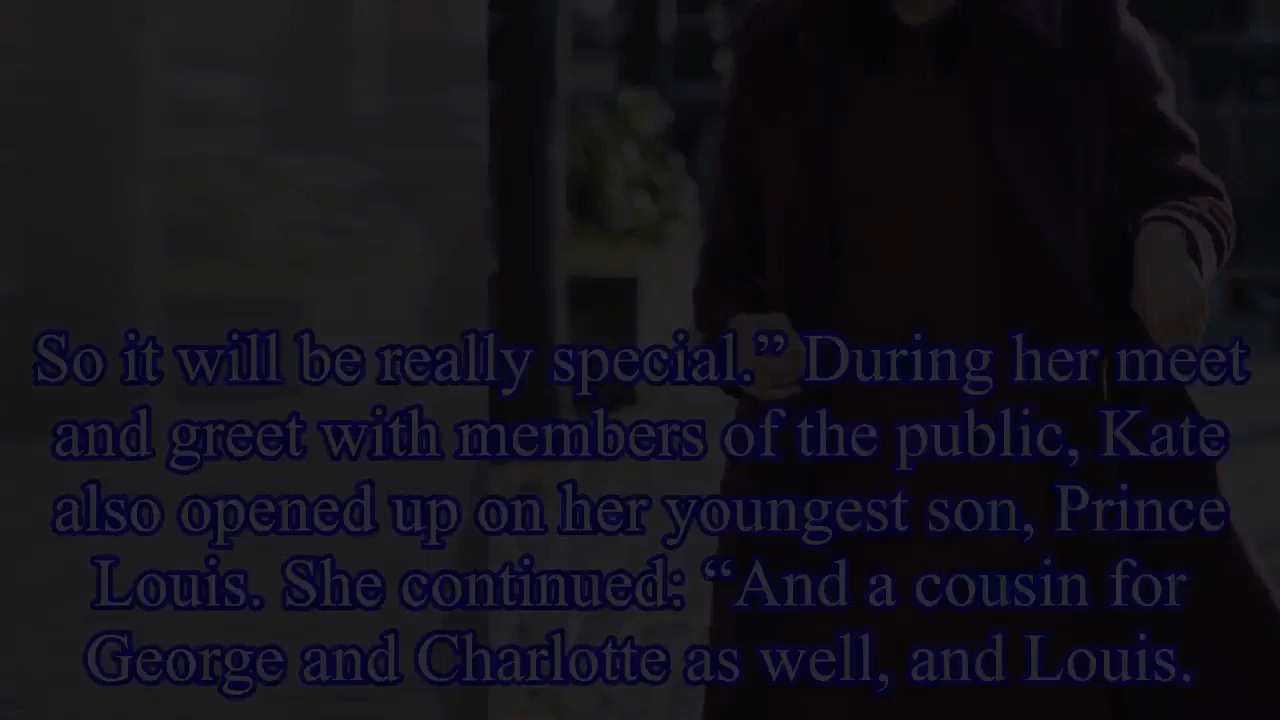 So it will be really special.” During her meet
and greet with members of the public, Kate
also opened up on her youngest son, Prince
Louis. She continued: “And a cousin for
George and Charlotte as well, and Louis.